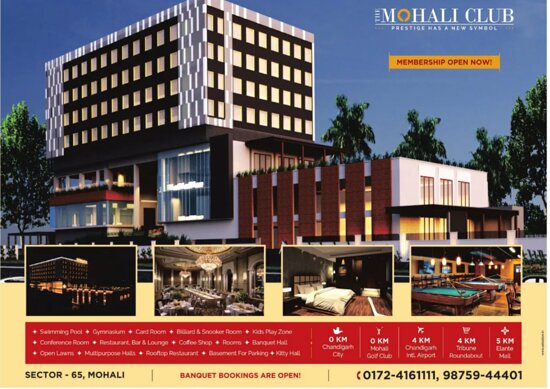 THE MOHALI CLUB
PRESTIGE HAS A NEW SYMBOL
MEMBERSHIP OPEN NOW!
Swimming Pool Gymnasium Card Room Billiard & Snooker Room Kids Play Zone
Conference Room Restaurant, Bar & Lounge Coffee Shop Rooms Banquet Hall
Open Lawns Multipurpose Halls Rooftop Restaurant Basement For Parking Kitty Hall
0 KM
Chandigarh
City
0 KM
Mohali
Golf Club
4 KM
Chandigarh
Intl. Airport
4 KM
Tribune
Roundabout
5 KM
Elante
Mall
SECTOR - 65, MOHALI
BANQUET BOOKINGS ARE OPEN!
0172-4161111, 98759-44401